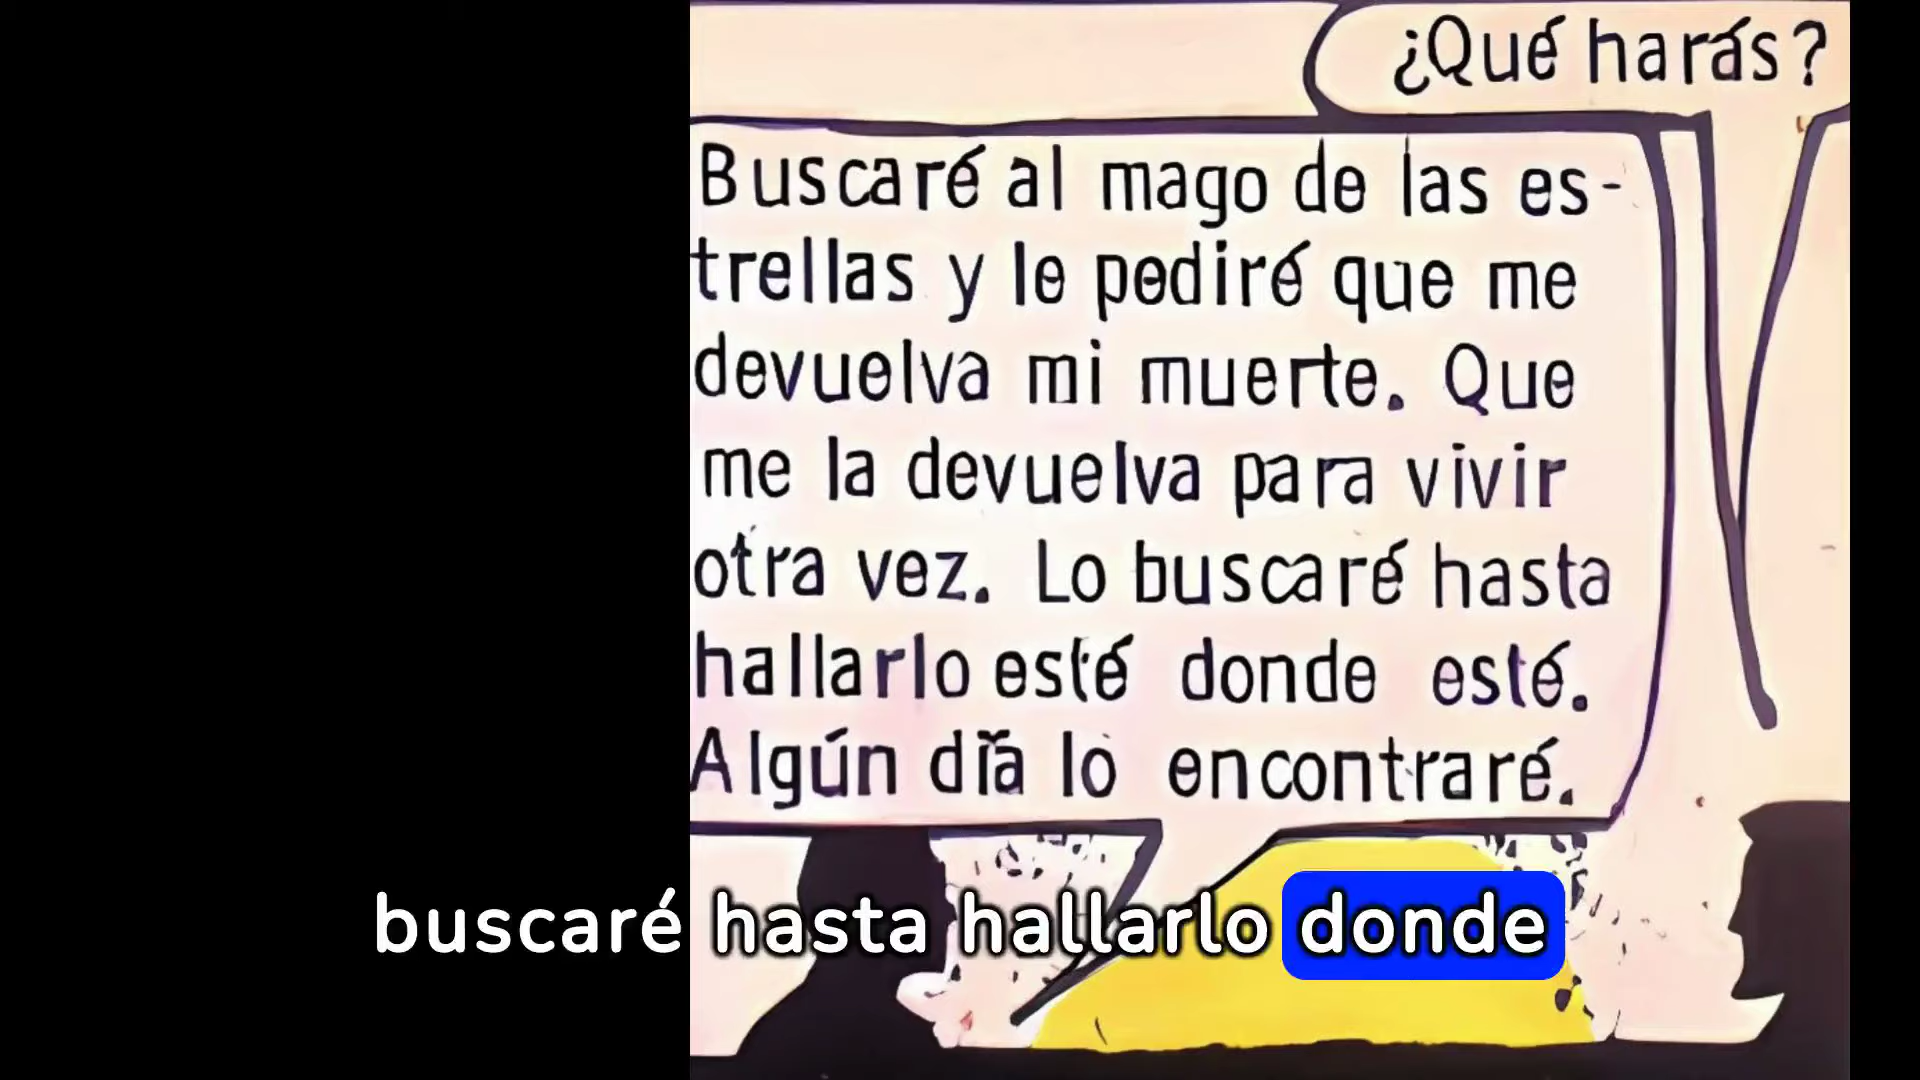 ¿Qué harás?
Buscaré al mago de las es-
trellas y le pediré que me
devuelva mi muerte. Que
me la devuelva para vivir
otra vez. Lo buscaré hasta
hallarlo esté donde esté.
Algún día lo encontraré.
buscaré hasta hallarlo donde